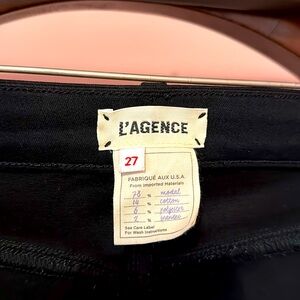 L'AGENCE
27
FABRIQUÉ AUX U.S.A.
From Imported Materials
78 % modal
14 % cotton
6 % polyester
2 % spandex
See Care Label
For Wash Instructions